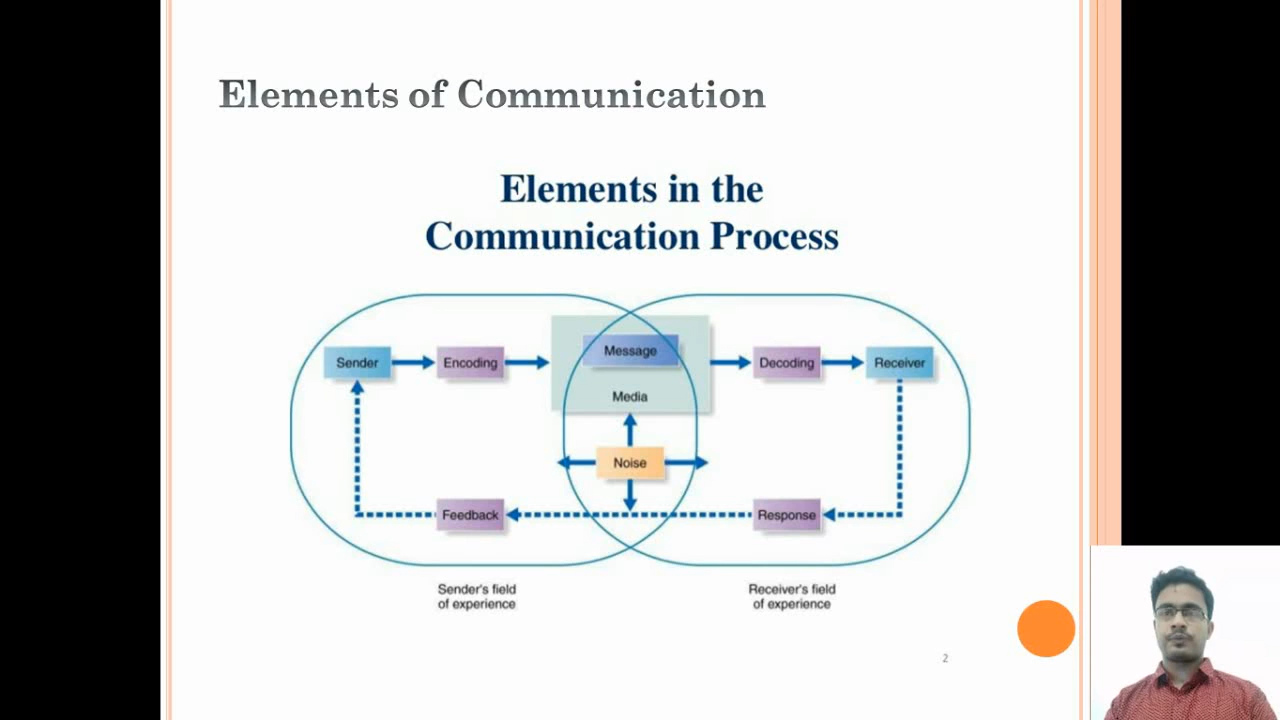 Elements of Communication
Elements in the
Communication Process
Sender
Encoding
Message
Media
Decoding
Receiver
Noise
Feedback
Response
Sender's field
of experience
Receiver's field
of experience
2